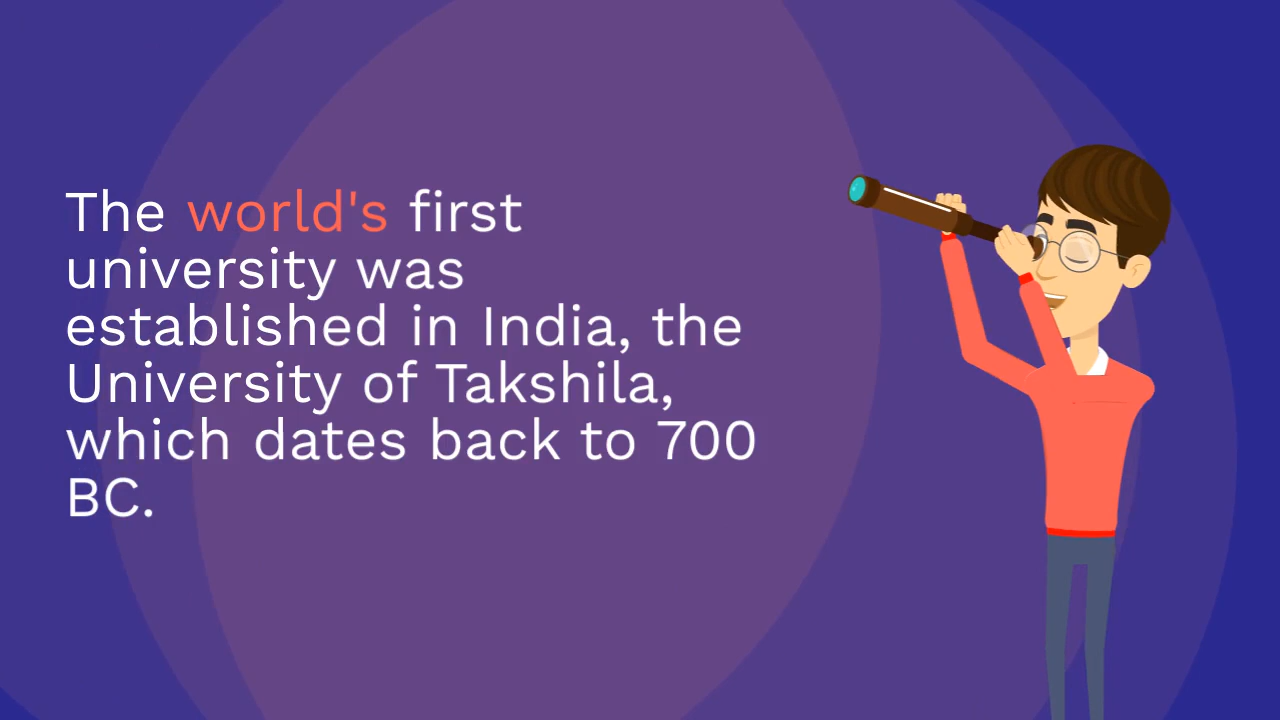 The world's first
university was
established in India, the
University of Takshila,
which dates back to 700
BC.